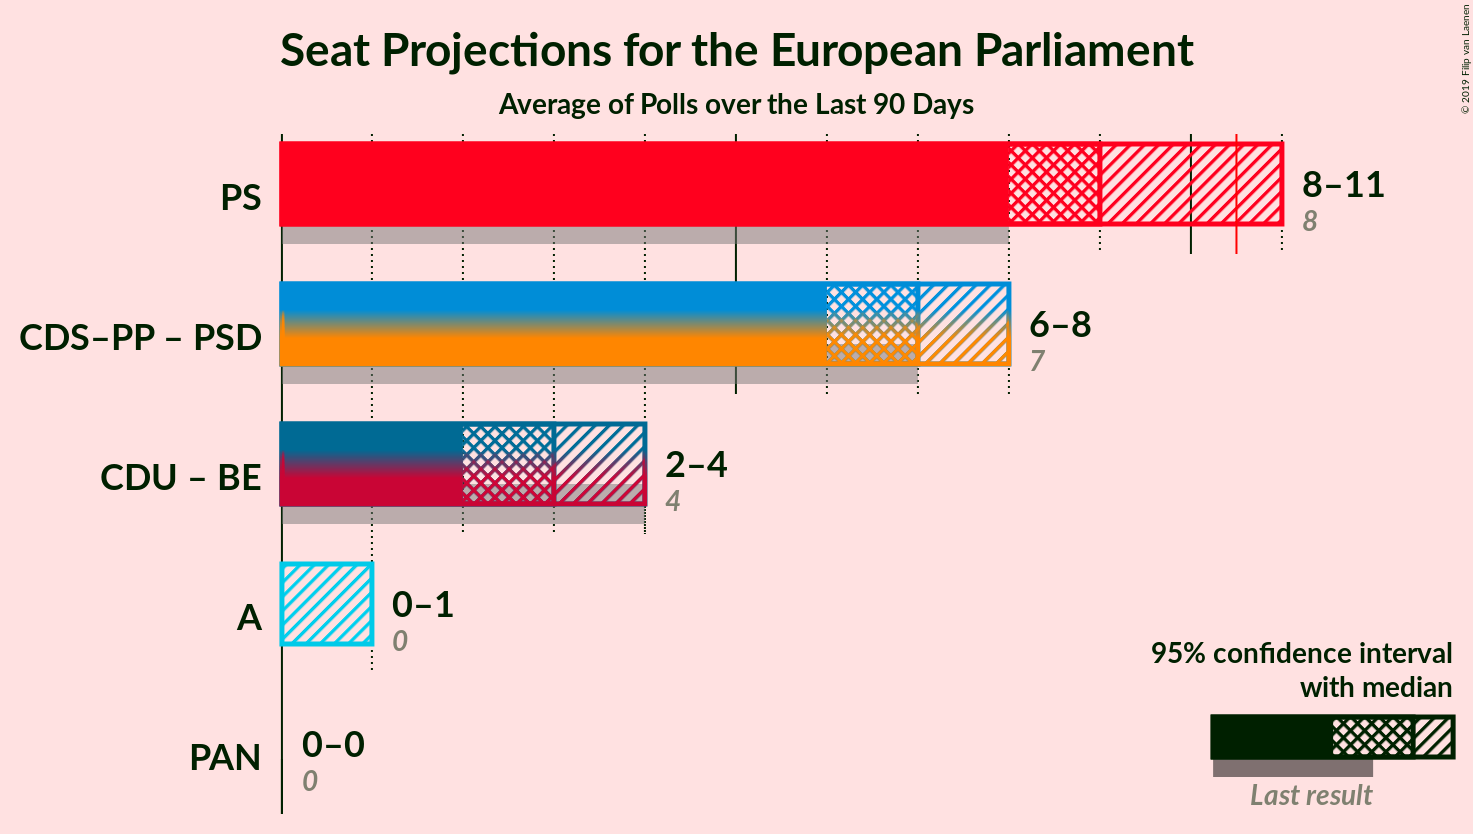 Seat Projections for the European Parliament
Average of Polls over the Last 90 Days
© 2019 Filip van Laenen
PS
8–11
8
CDS–PP – PSD
6–8
7
CDU – BE
2–4
4
A
0–1
0
PAN
0–0
0
95% confidence interval
with median
Last result